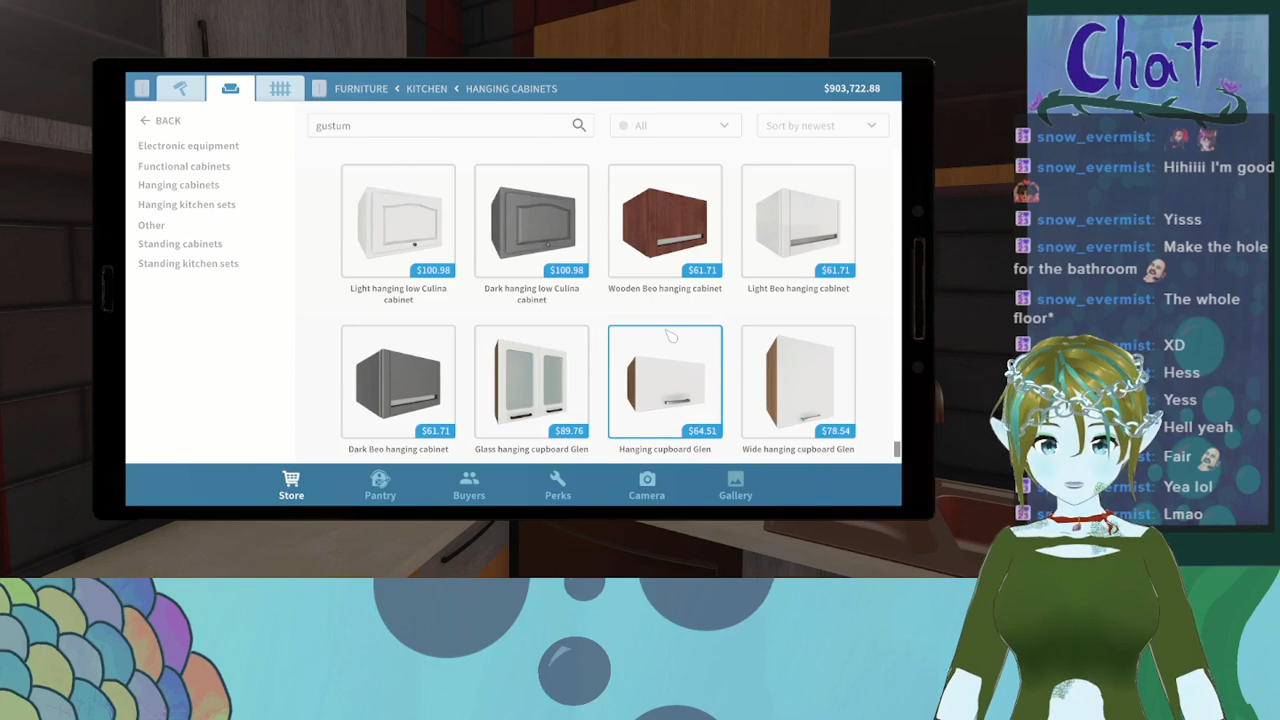 FURNITURE < KITCHEN < HANGING CABINETS
$903,722.88
BACK
gustum
All
Sort by newest
Electronic equipment
Functional cabinets
Hanging cabinets
Hanging kitchen sets
Other
Standing cabinets
Standing kitchen sets
$100.98
$100.98
$61.71
$61.71
Light hanging low Culina
cabinet
Dark hanging low Culina
cabinet
Wooden Beo hanging cabinet
Light Beo hanging cabinet
$61.71
$89.76
$64.51
$78.54
Dark Beo hanging cabinet
Glass hanging cupboard Glen
Hanging cupboard Glen
Wide hanging cupboard Glen
Store
Pantry
Buyers
Perks
Camera
Gallery
Chat
snow_evermist:
snow_evermist: Hihiiii I'm good
snow_evermist: Yisss
snow_evermist: Make the hole
for the bathroom
snow_evermist: The whole
floor*
mist: XD
Hess
Yess
Hell yeah
Fair
ermist: Yea lol
ermist: Lmao